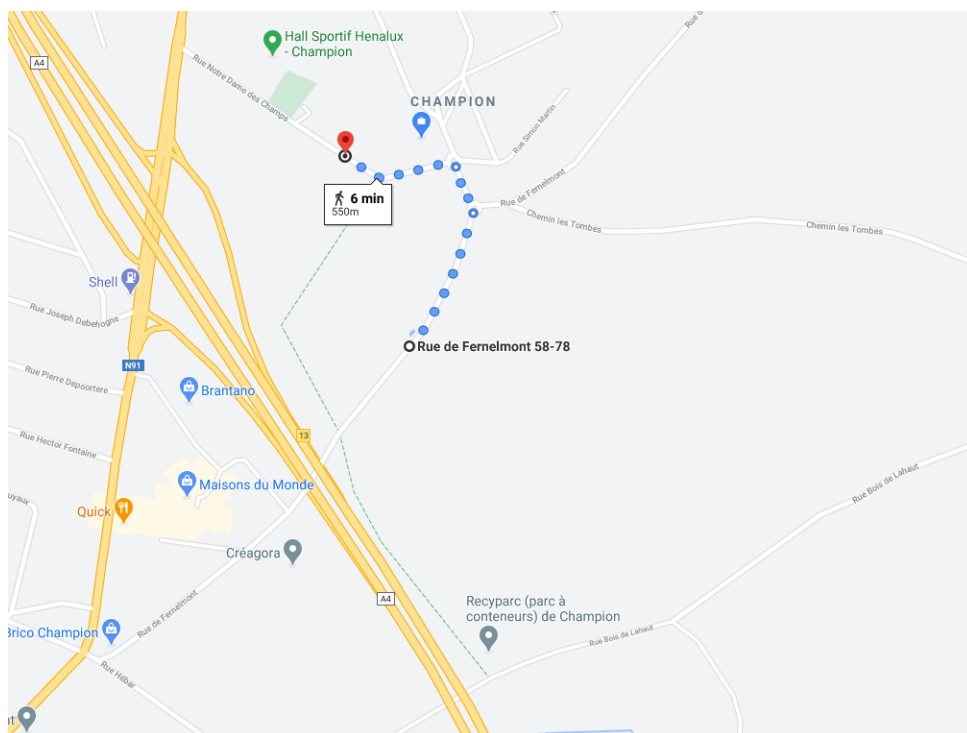 Hall Sportif Henalux
- Champion
A4
Rue Notre Dame des Champs
CHAMPION
Rue Simon Martin
6 min
550m
Rue de Fernelmont
Chemin les Tombes
Chemin les Tombes
Shell
Rue Joseph Debehogne
Rue de Fernelmont 58-78
N91
Rue Pierre Depoortere
Brantano
13
Rue Hector Fontaine
Maisons du Monde
Rue Bois de Lahaut
Quick
Créagora
A4
Recyparc (parc à
conteneurs) de Champion
Rue de Fernelmont
Brico Champion
Rue Bois de Lahaut
Rue Hébar